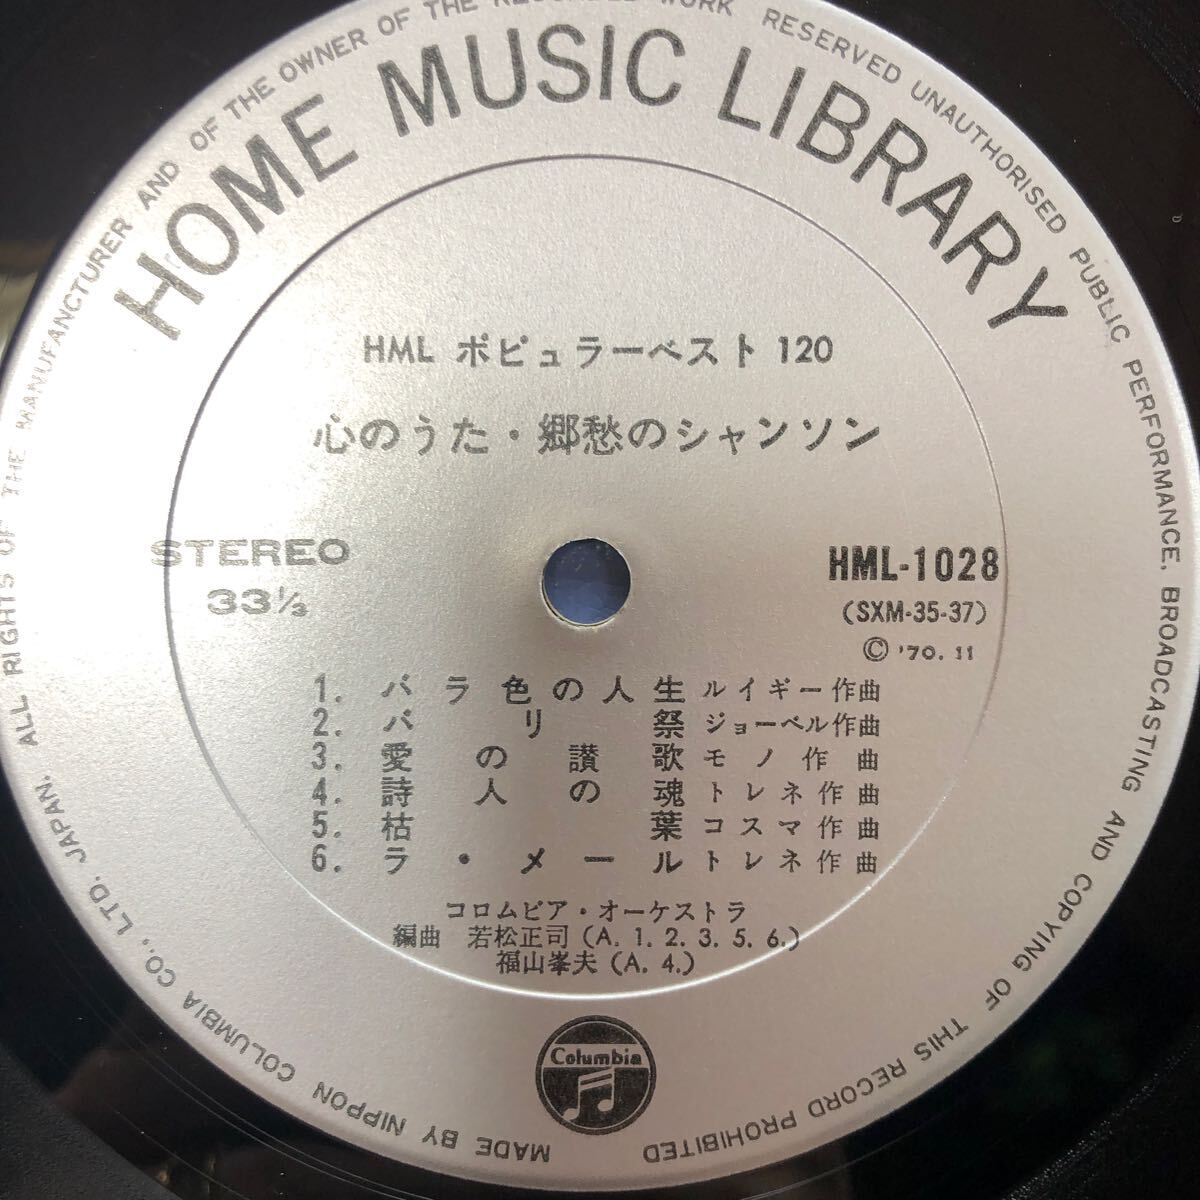 HOME MUSIC LIBRARY
HML ポピュラーベスト 120
心のうた・郷愁のシャンソン
STEREO
33⅓
HML-1028
(SXM-35-37)
© '70. 11
1. バラ色の人生 ルイギー作曲
2. パリ祭 ジョーベル作曲
3. 愛の讃歌 モノ作曲
4. 詩人の魂 トレネ作曲
5. 枯葉 コスマ作曲
6. ラ・メール トレネ作曲
コロムビア・オーケストラ
編曲 若松正司 (A. 1. 2. 3. 5. 6.)
福山峯夫 (A. 4.)
Columbia
ALL RIGHTS OF THE MANUFANCTURER AND OF THE OWNER OF THE RECORDED WORK RESERVED UNAUTHORISED PUBLIC PERFORMANCE. BROADCASTING AND COPYING OF THIS RECORD PROHIBITED
MADE BY NIPPON COLUMBIA CO., LTD. JAPAN.